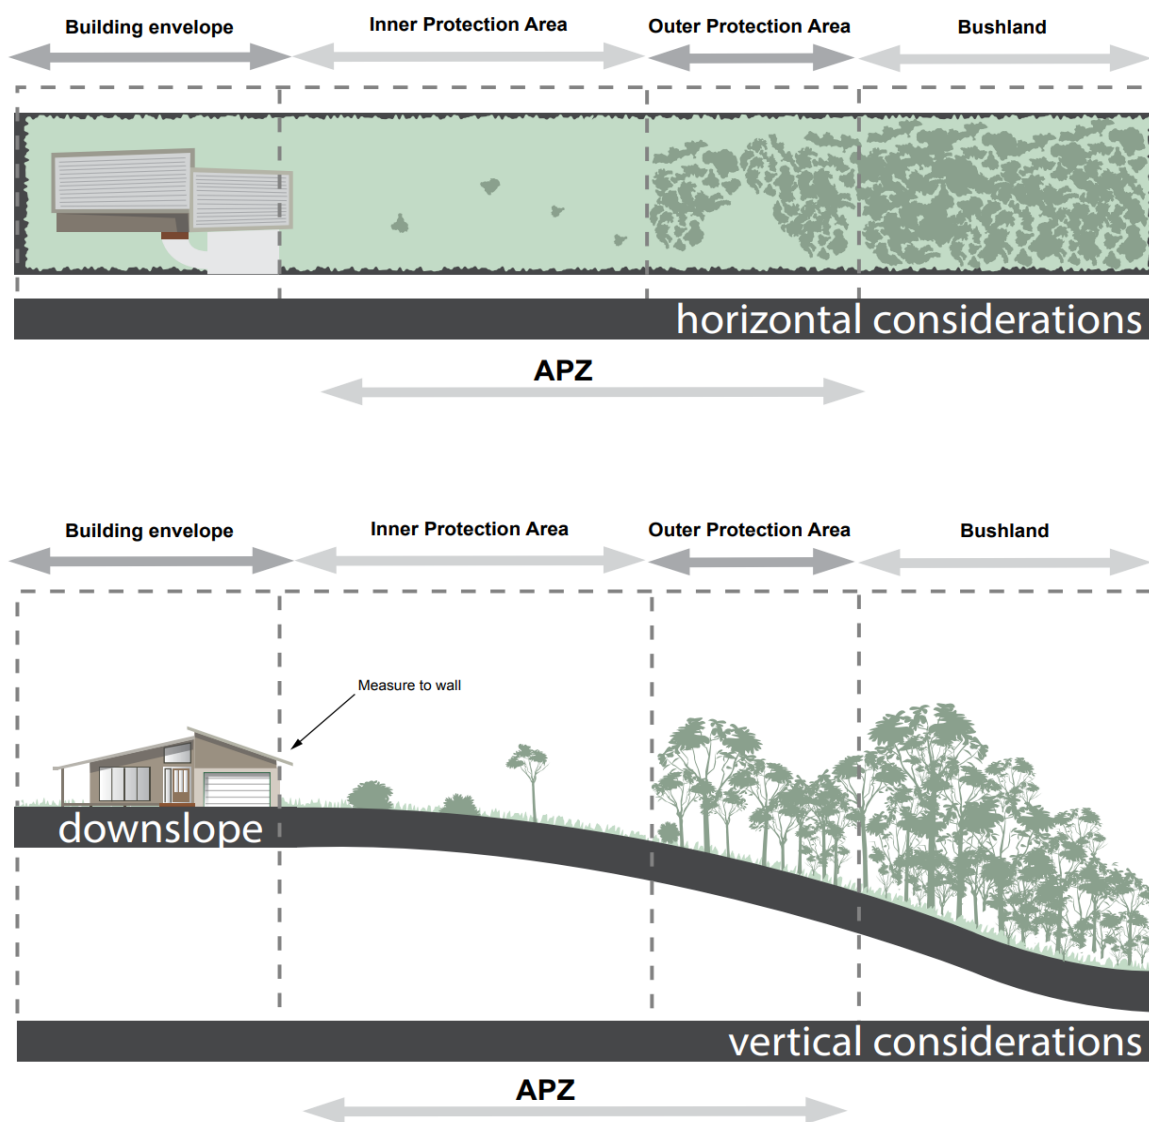 Building envelope
Inner Protection Area
Outer Protection Area
Bushland
horizontal considerations
APZ
Building envelope
Inner Protection Area
Outer Protection Area
Bushland
Measure to wall
downslope
vertical considerations
APZ